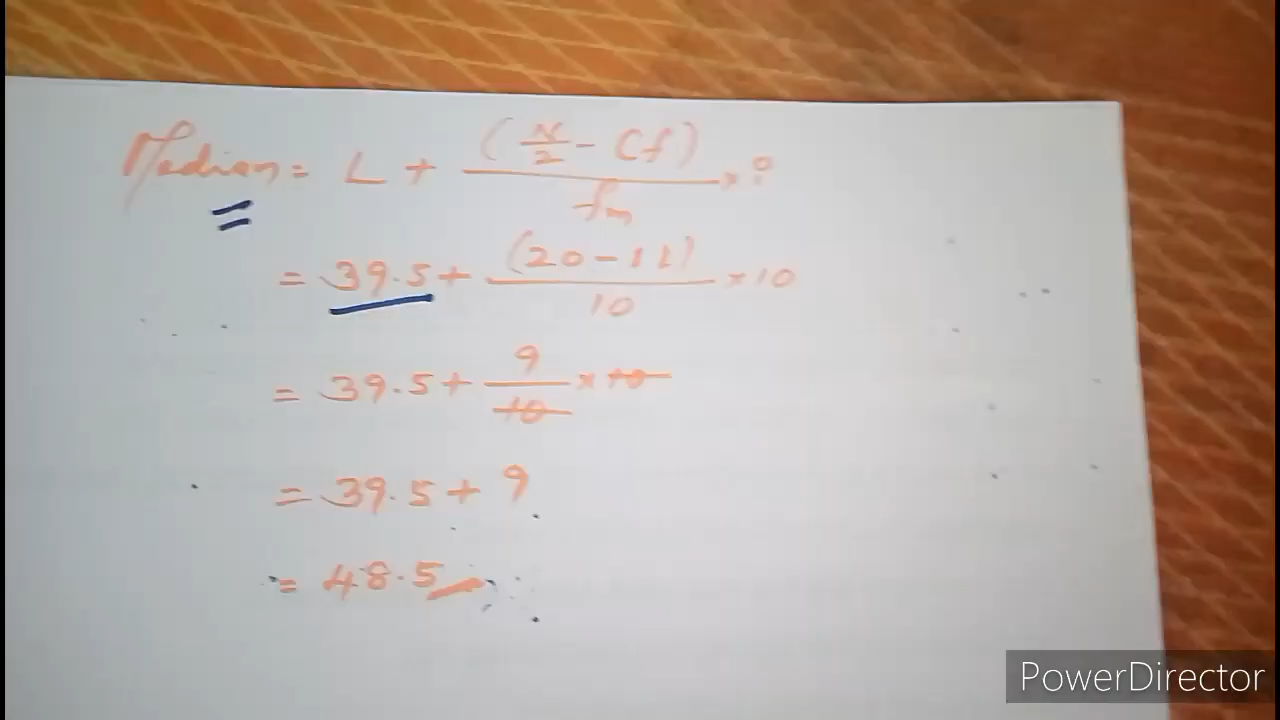 Median = L + (N/2 - Cf)/fm × i
= 39.5 + (20 - 11)/10 × 10
= 39.5 + 9/10 × 10
= 39.5 + 9
= 48.5
PowerDirector